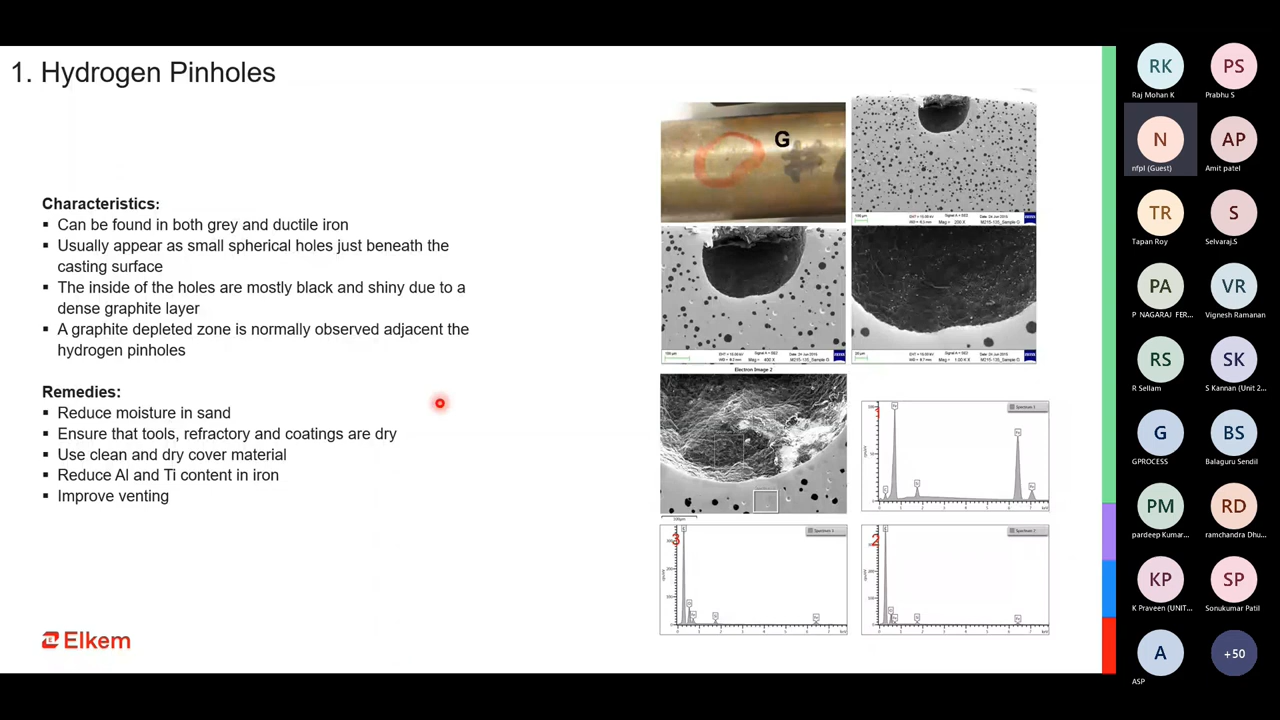 1. Hydrogen Pinholes
Characteristics:
▪ Can be found in both grey and ductile iron
▪ Usually appear as small spherical holes just beneath the
casting surface
▪ The inside of the holes are mostly black and shiny due to a
dense graphite layer
▪ A graphite depleted zone is normally observed adjacent the
hydrogen pinholes
Remedies:
▪ Reduce moisture in sand
▪ Ensure that tools, refractory and coatings are dry
▪ Use clean and dry cover material
▪ Reduce Al and Ti content in iron
▪ Improve venting
Elkem
G
Electron Image 2
1
3
2
RK
Raj Mohan K
PS
Prabhu S
N
nfpl (Guest)
AP
Amit patel
TR
Tapan Roy
S
Selvaraj.S
PA
P NAGARAJ FER...
VR
Vignesh Ramanan
RS
R Sellam
SK
S Kannan (Unit 2...
G
GPROCESS
BS
Balaguru Sendil
PM
pardeep Kumar...
RD
ramchandra Dhu...
KP
K Praveen (UNIT...
SP
Sonukumar Patil
A
ASP
+50